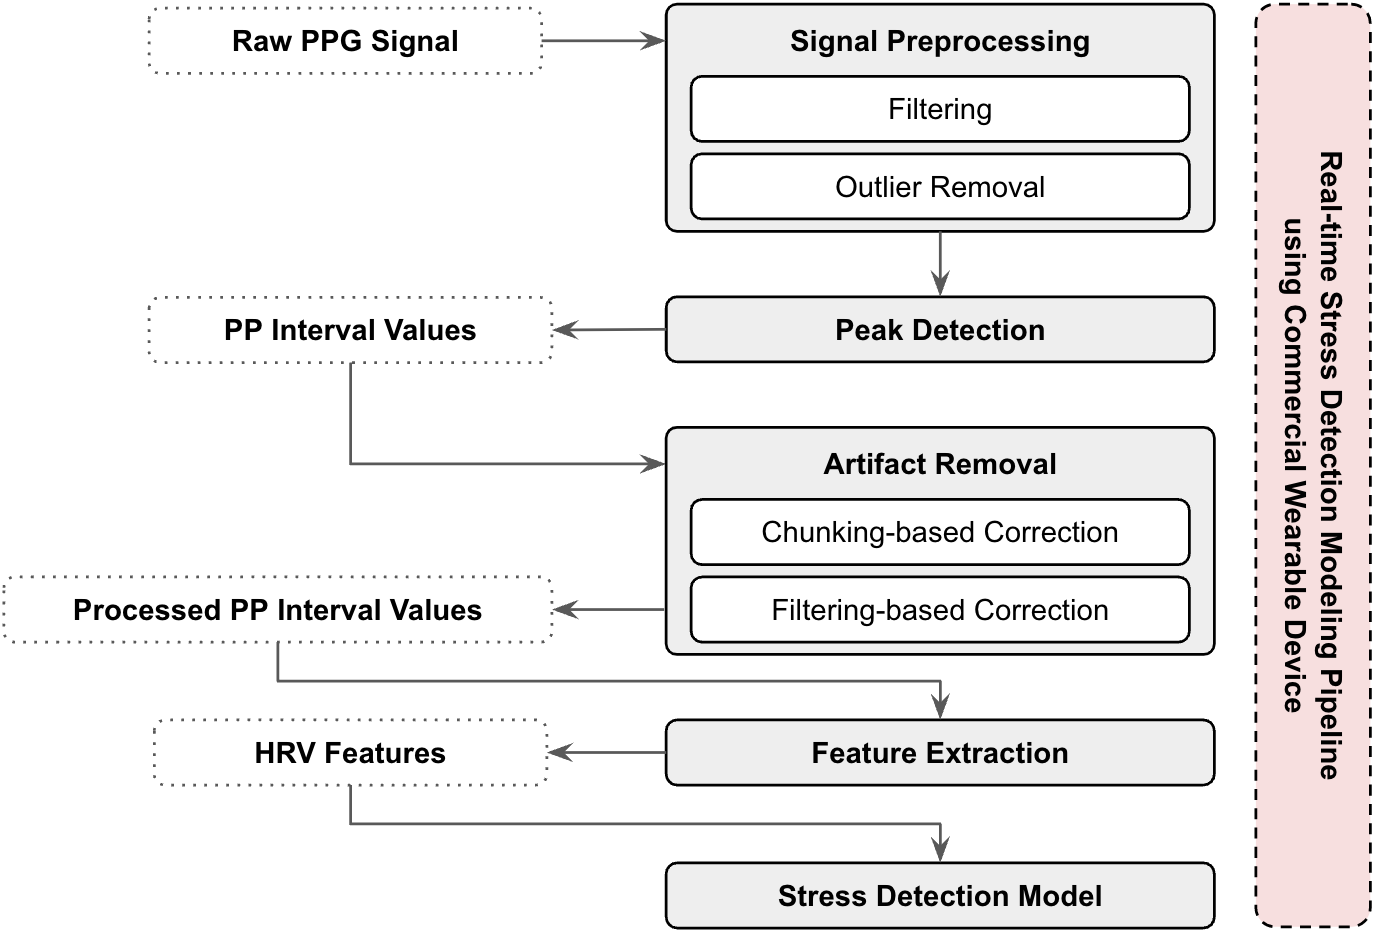 Raw PPG Signal
Signal Preprocessing
Filtering
Outlier Removal
PP Interval Values
Peak Detection
Artifact Removal
Chunking-based Correction
Processed PP Interval Values
Filtering-based Correction
HRV Features
Feature Extraction
Stress Detection Model
Real-time Stress Detection Modeling Pipeline
using Commercial Wearable Device